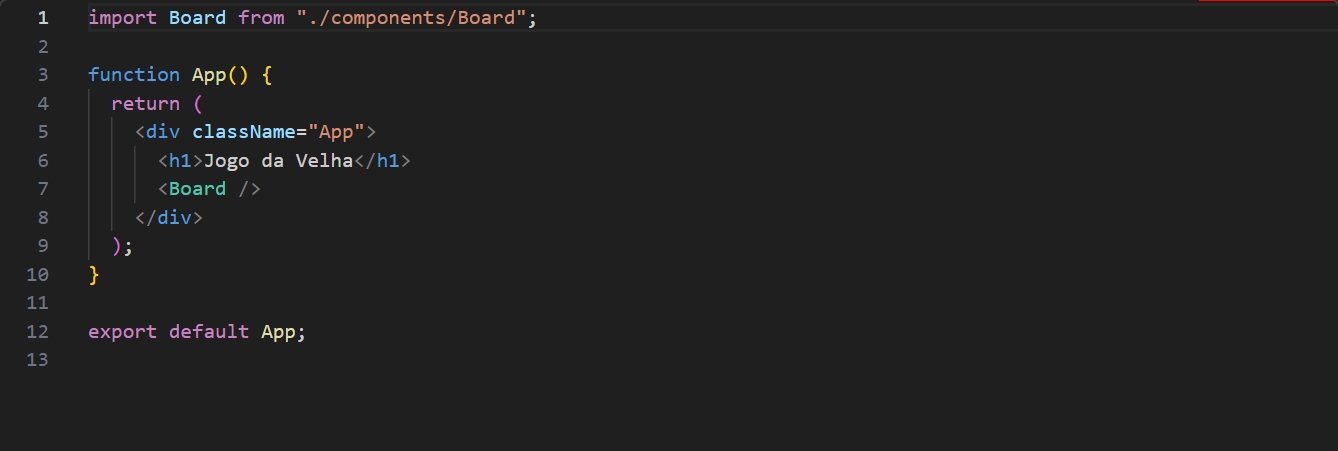 1 import Board from "./components/Board";
2
3 function App() {
4   return (
5     <div className="App">
6       <h1>Jogo da Velha</h1>
7       <Board />
8     </div>
9   );
10 }
11
12 export default App;
13